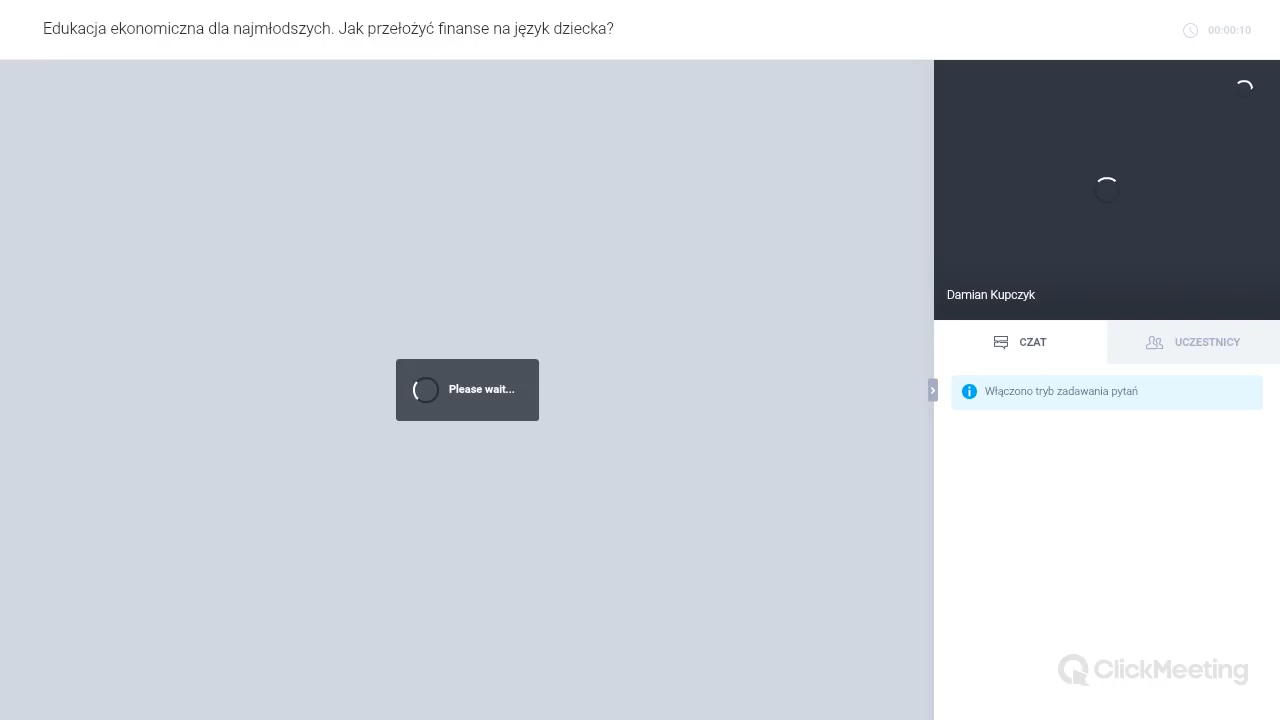 Edukacja ekonomiczna dla najmłodszych. Jak przełożyć finanse na język dziecka?
00:00:10
Damian Kupczyk
CZAT
UCZESTNICY
Please wait...
Włączono tryb zadawania pytań
ClickMeeting